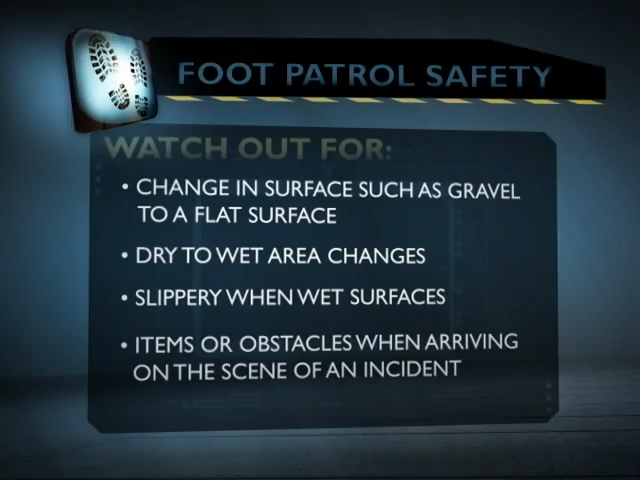 FOOT PATROL SAFETY
WATCH OUT FOR:
• CHANGE IN SURFACE SUCH AS GRAVEL
TO A FLAT SURFACE
• DRY TO WET AREA CHANGES
• SLIPPERY WHEN WET SURFACES
• ITEMS OR OBSTACLES WHEN ARRIVING
ON THE SCENE OF AN INCIDENT